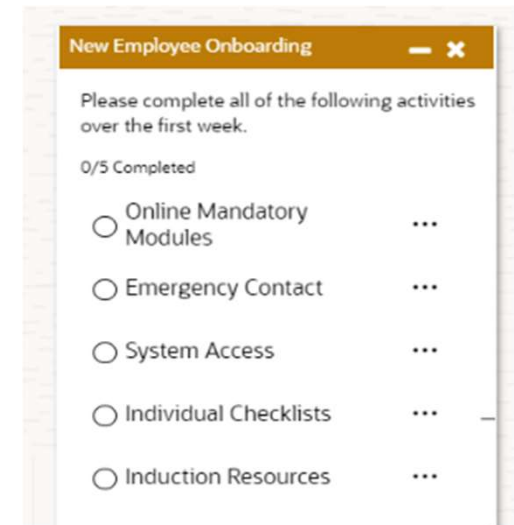 New Employee Onboarding
Please complete all of the following activities
over the first week.
0/5 Completed
Online Mandatory
Modules
Emergency Contact
System Access
Individual Checklists
Induction Resources